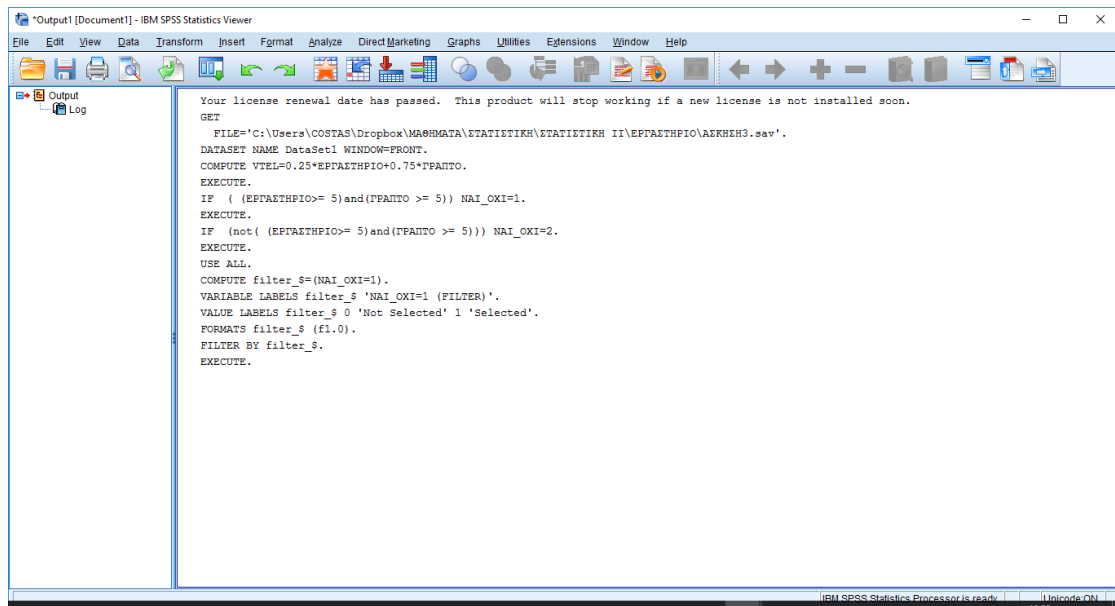 *Output1 [Document1] - IBM SPSS Statistics Viewer
File Edit View Data Transform Insert Format Analyze Direct Marketing Graphs Utilities Extensions Window Help
Output
Log
Your license renewal date has passed.  This product will stop working if a new license is not installed soon.
GET
FILE='C:\Users\COSTAS\Dropbox\ΜΑΘΗΜΑΤΑ\ΣΤΑΤΙΣΤΙΚΗ\ΣΤΑΤΙΣΤΙΚΗ ΙΙ\ΕΡΓΑΣΤΗΡΙΟ\ΑΣΚΗΣΗ3.sav'.
DATASET NAME DataSet1 WINDOW=FRONT.
COMPUTE VTEL=0.25*ΕΡΓΑΣΤΗΡΙΟ+0.75*ΓΡΑΠΤΟ.
EXECUTE.
IF  ( (ΕΡΓΑΣΤΗΡΙΟ>= 5)and(ΓΡΑΠΤΟ >= 5)) NAI_OXI=1.
EXECUTE.
IF  (not( (ΕΡΓΑΣΤΗΡΙΟ>= 5)and(ΓΡΑΠΤΟ >= 5))) NAI_OXI=2.
EXECUTE.
USE ALL.
COMPUTE filter_$=(NAI_OXI=1).
VARIABLE LABELS filter_$ 'NAI_OXI=1 (FILTER)'.
VALUE LABELS filter_$ 0 'Not Selected' 1 'Selected'.
FORMATS filter_$ (f1.0).
FILTER BY filter_$.
EXECUTE.
IBM SPSS Statistics Processor is ready Unicode:ON